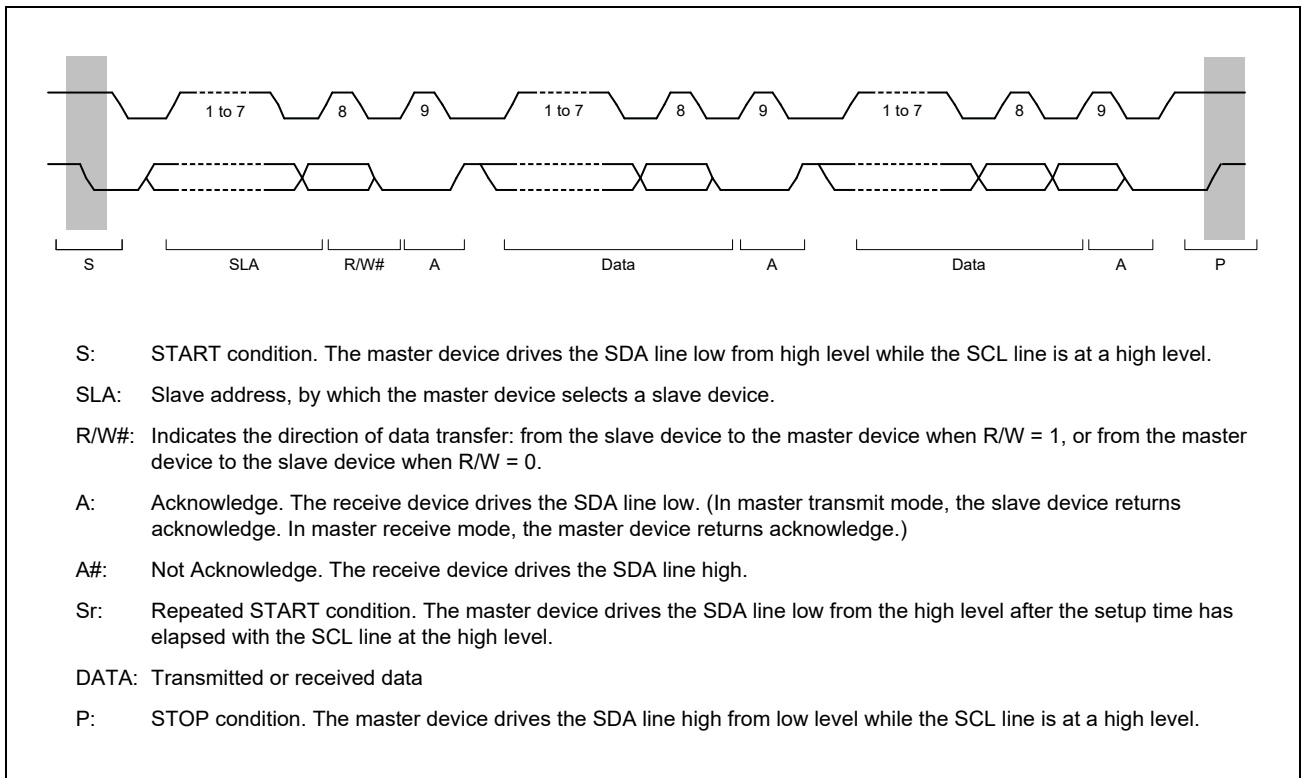 1 to 7 8 9 1 to 7 8 9 1 to 7 8 9
S SLA R/W# A Data A Data A P
S: START condition. The master device drives the SDA line low from high level while the SCL line is at a high level.
SLA: Slave address, by which the master device selects a slave device.
R/W#: Indicates the direction of data transfer: from the slave device to the master device when R/W = 1, or from the master
device to the slave device when R/W = 0.
A: Acknowledge. The receive device drives the SDA line low. (In master transmit mode, the slave device returns
acknowledge. In master receive mode, the master device returns acknowledge.)
A#: Not Acknowledge. The receive device drives the SDA line high.
Sr: Repeated START condition. The master device drives the SDA line low from the high level after the setup time has
elapsed with the SCL line at the high level.
DATA: Transmitted or received data
P: STOP condition. The master device drives the SDA line high from low level while the SCL line is at a high level.